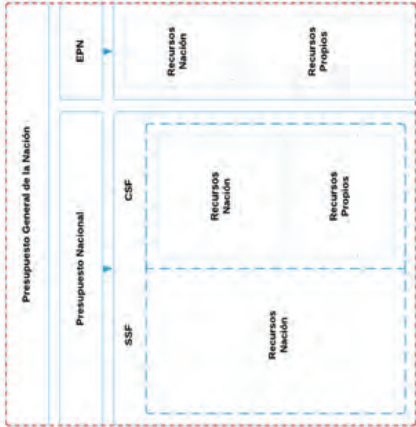 Presupuesto General de la Nación
Presupuesto Nacional
EPN
SSF
CSF
Recursos
Nación
Recursos
Nación
Recursos
Propios
Recursos
Nación
Recursos
Propios